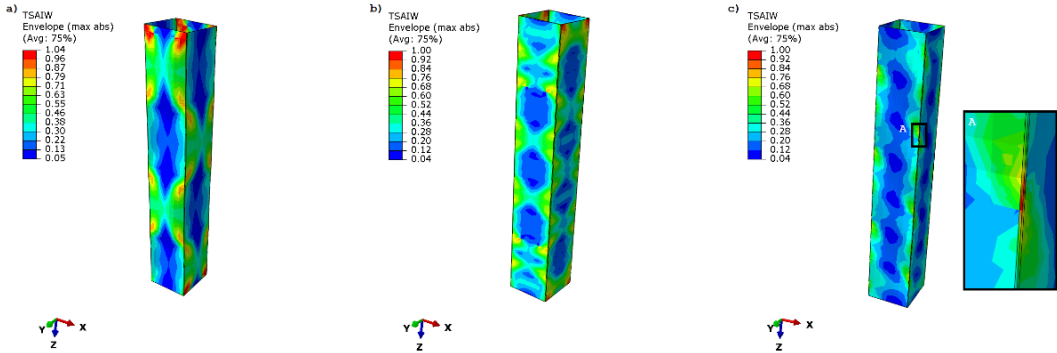 a)
TSAIW
Envelope (max abs)
(Avg: 75%)
1.04
0.96
0.87
0.79
0.71
0.63
0.55
0.46
0.38
0.30
0.22
0.13
0.05
Y
X
Z
b)
TSAIW
Envelope (max abs)
(Avg: 75%)
1.00
0.92
0.84
0.76
0.68
0.60
0.52
0.44
0.36
0.28
0.20
0.12
0.04
Y
X
Z
c)
TSAIW
Envelope (max abs)
(Avg: 75%)
1.00
0.92
0.84
0.76
0.68
0.60
0.52
0.44
0.36
0.28
0.20
0.12
0.04
A
A
Y
X
Z